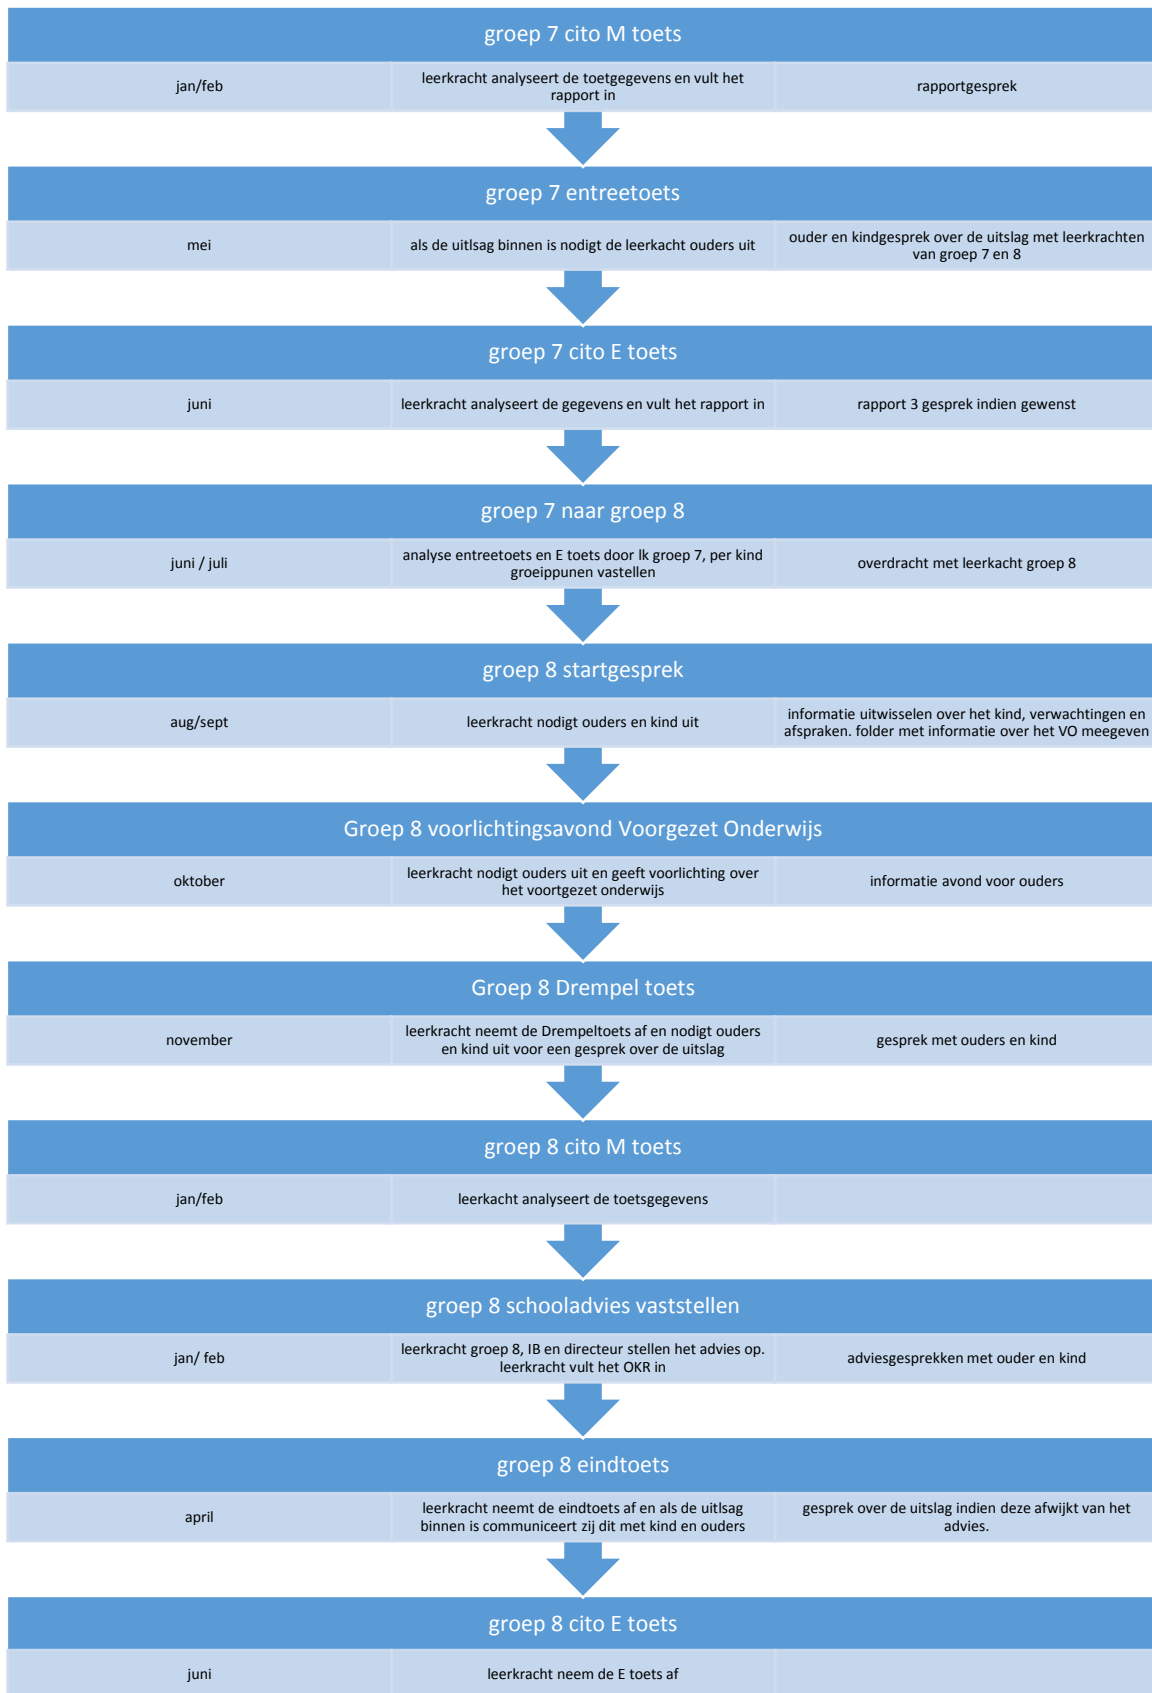 groep 7 cito M toets
jan/feb
leerkracht analyseert de toetgegevens en vult het
rapport in
rapportgesprek
groep 7 entreetoets
mei
als de uitlsag binnen is nodigt de leerkacht ouders uit
ouder en kindgesprek over de uitslag met leerkrachten
van groep 7 en 8
groep 7 cito E toets
juni
leerkracht analyseert de gegevens en vult het rapport in
rapport 3 gesprek indien gewenst
groep 7 naar groep 8
juni / juli
analyse entreetoets en E toets door lk groep 7, per kind
groeippunen vastellen
overdracht met leerkacht groep 8
groep 8 startgesprek
aug/sept
leerkracht nodigt ouders en kind uit
informatie uitwisselen over het kind, verwachtingen en
afspraken. folder met informatie over het VO meegeven
Groep 8 voorlichtingsavond Voorgezet Onderwijs
oktober
leerkracht nodigt ouders uit en geeft voorlichting over
het voortgezet onderwijs
informatie avond voor ouders
Groep 8 Drempel toets
november
leerkracht neemt de Drempeltoets af en nodigt ouders
en kind uit voor een gesprek over de uitslag
gesprek met ouders en kind
groep 8 cito M toets
jan/feb
leerkacht analyseert de toetsgegevens
groep 8 schooladvies vaststellen
jan/ feb
leerkracht groep 8, IB en directeur stellen het advies op.
leerkracht vult het OKR in
adviesgesprekken met ouder en kind
groep 8 eindtoets
april
leerkracht neemt de eindtoets af en als de uitlsag
binnen is communiceert zij dit met kind en ouders
gesprek over de uitslag indien deze afwijkt van het
advies.
groep 8 cito E toets
juni
leerkracht neem de E toets af